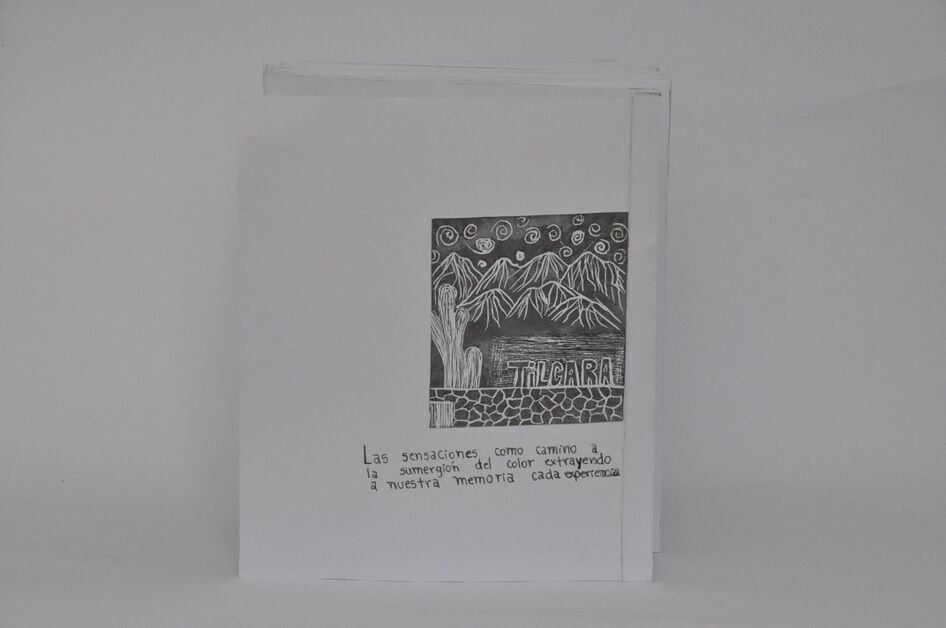 TILCARA
Las sensaciones como camino a
la sumergión del color extrayendo
a nuestra memoria cada experiencia